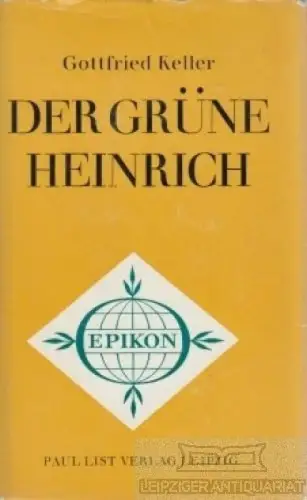 Gottfried Keller
DER GRÜNE
HEINRICH
EPIKON
PAUL LIST VERLAG LEIPZIG
LEIPZIGER ANTIQUARIAT